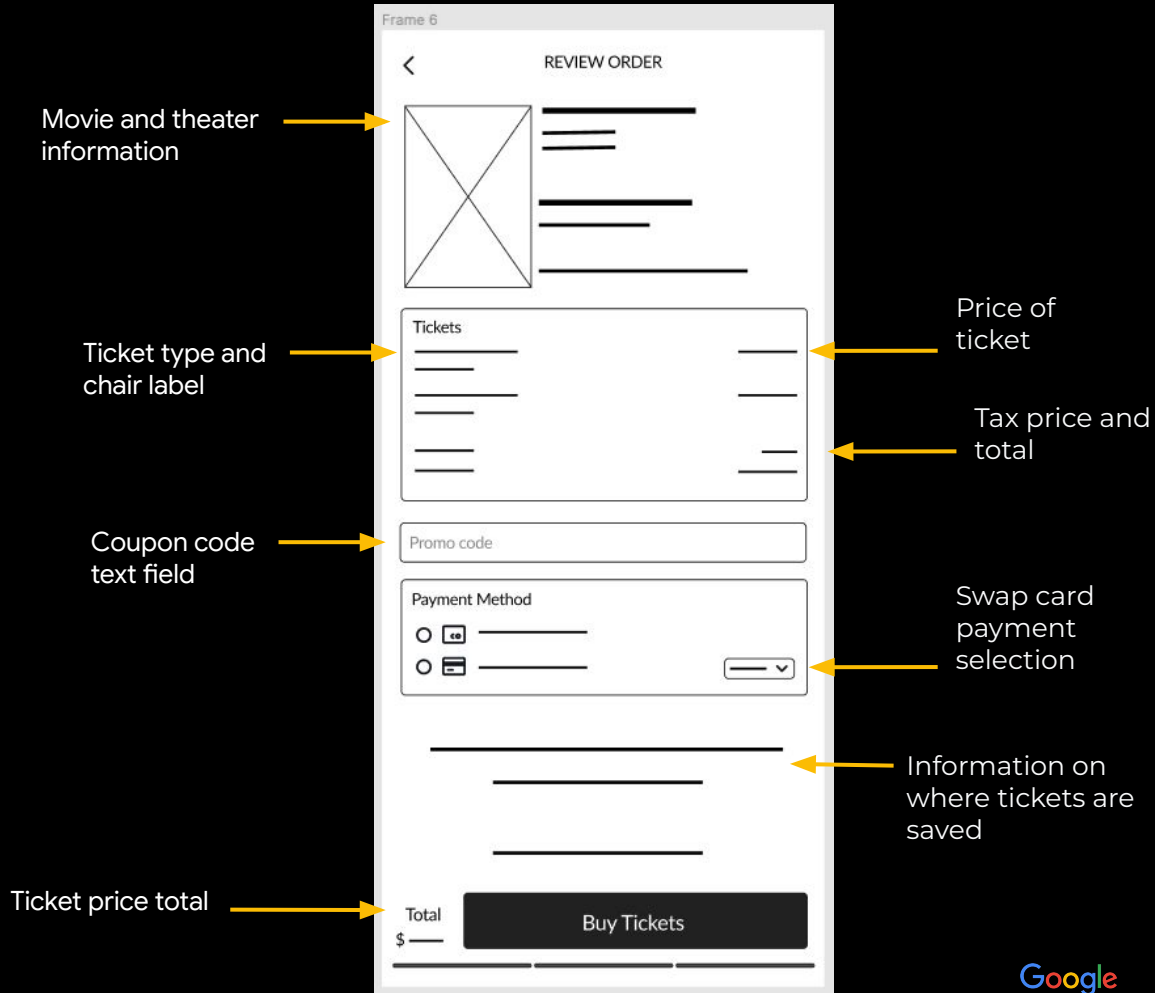 Frame 6
REVIEW ORDER
Movie and theater
information
Tickets
Price of
ticket
Ticket type and
chair label
Tax price and
total
Coupon code
text field
Promo code
Payment Method
Swap card
payment
selection
Information on
where tickets are
saved
Ticket price total
Total
$
Buy Tickets
Google